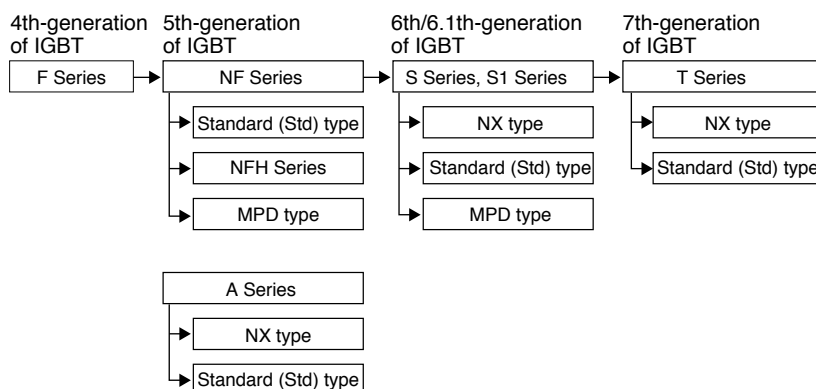 4th-generation
of IGBT
F Series
5th-generation
of IGBT
NF Series
Standard (Std) type
NFH Series
MPD type
A Series
NX type
Standard (Std) type
6th/6.1th-generation
of IGBT
S Series, S1 Series
NX type
Standard (Std) type
MPD type
7th-generation
of IGBT
T Series
NX type
Standard (Std) type